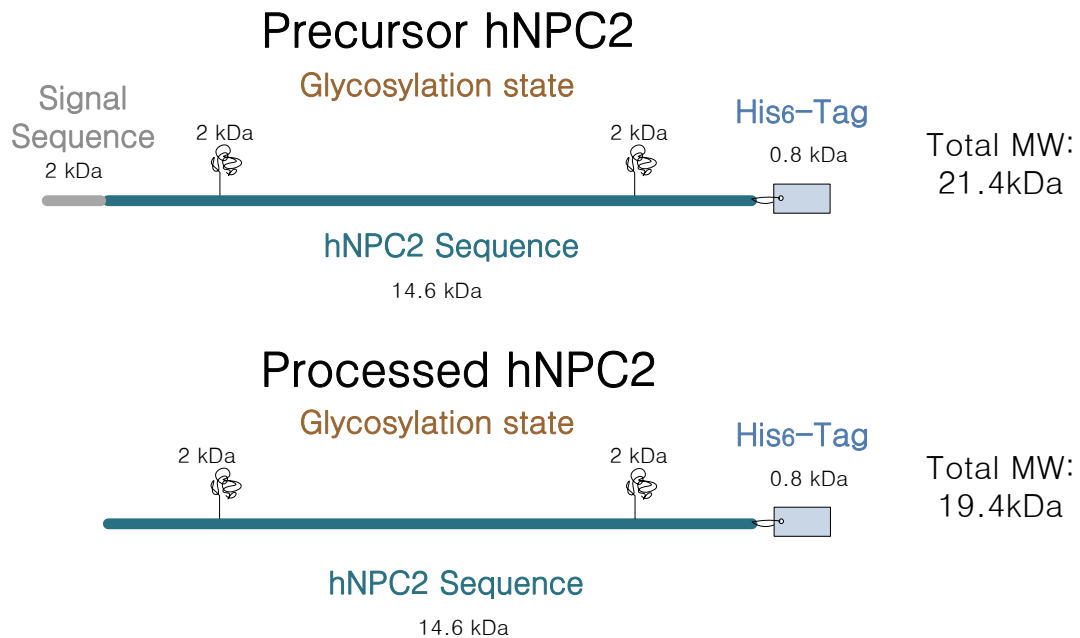 Precursor hNPC2
Glycosylation state
Signal
Sequence
2 kDa
2 kDa
2 kDa
His6-Tag
0.8 kDa
Total MW:
21.4kDa
hNPC2 Sequence
14.6 kDa
Processed hNPC2
Glycosylation state
2 kDa
2 kDa
His6-Tag
0.8 kDa
Total MW:
19.4kDa
hNPC2 Sequence
14.6 kDa